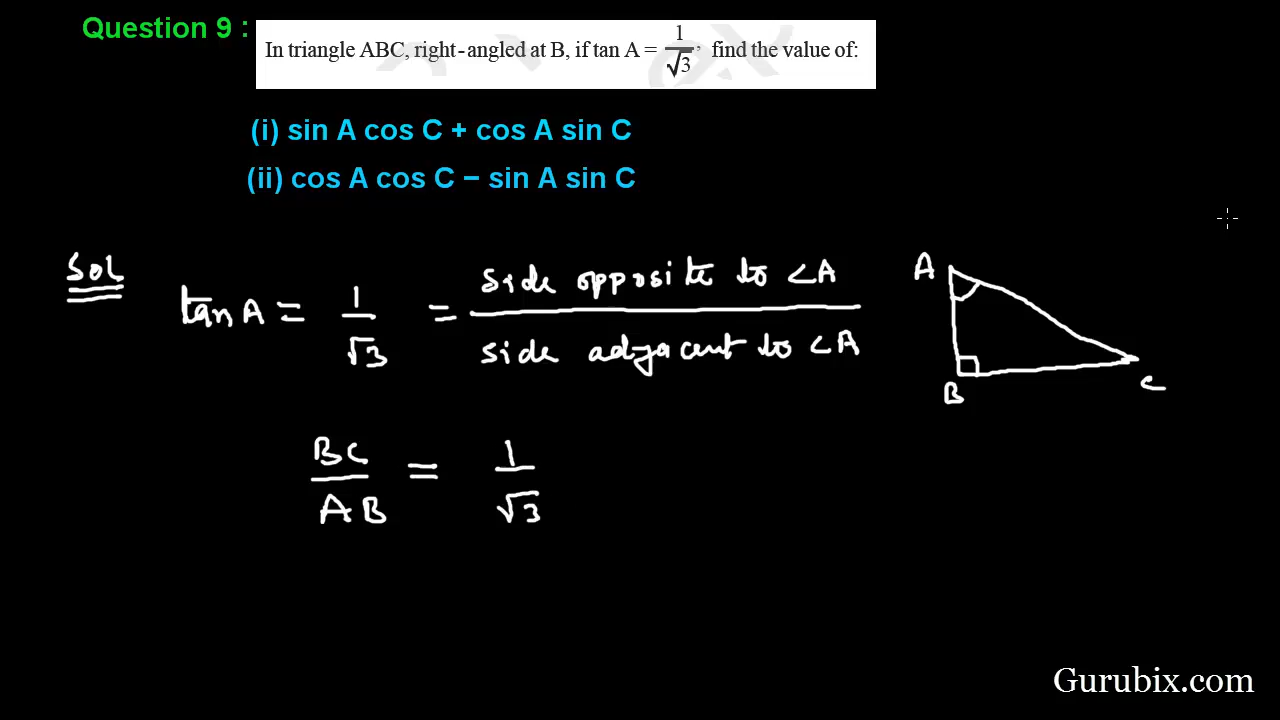 Question 9 :
In triangle ABC, right-angled at B, if tan A = 1/√3, find the value of:
(i) sin A cos C + cos A sin C
(ii) cos A cos C − sin A sin C
Sol
tan A = 1/√3 = side opposite to ∠A / side adjacent to ∠A
A
B
C
BC/AB = 1/√3
Gurubix.com